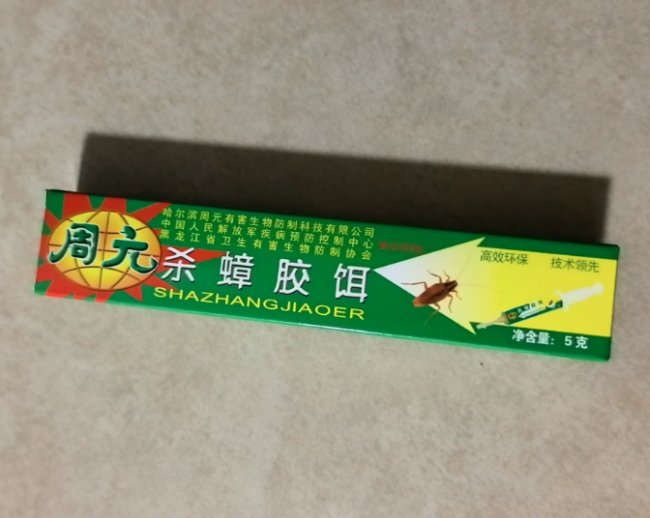 周元
哈尔滨周元有害生物防制科技有限公司
中国人民解放军疾病预防控制中心
黑龙江省卫生有害生物防制协会
杀蟑胶饵
SHAZHANGJIAOER
高效环保 技术领先
净含量：5克